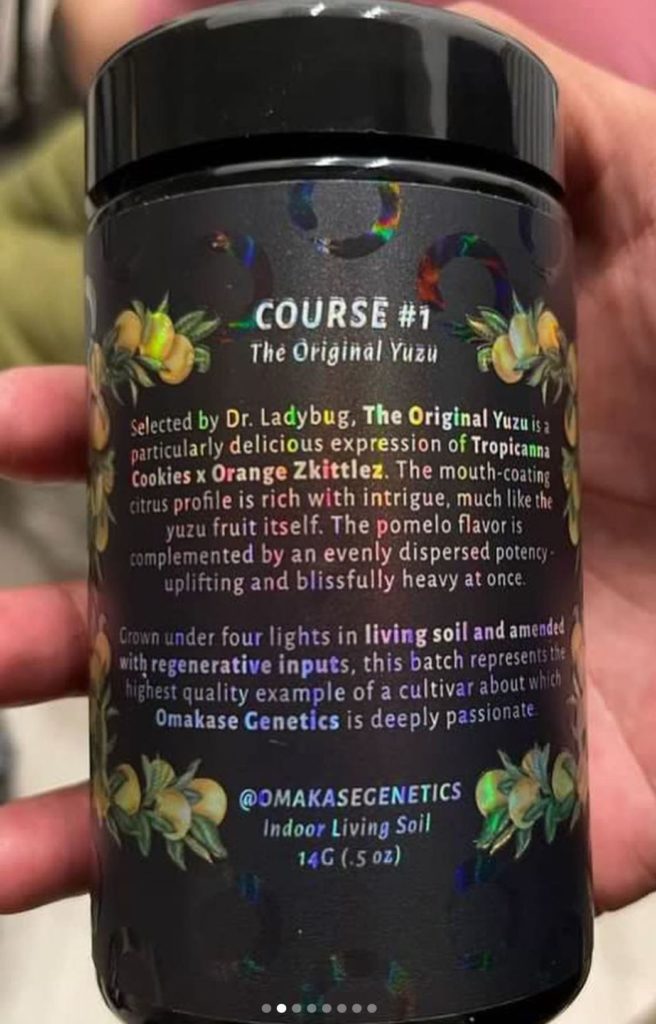 COURSE #1
The Original Yuzu
Selected by Dr. Ladybug, The Original Yuzu is a
particularly delicious expression of Tropicanna
Cookies x Orange Zkittlez. The mouth-coating
citrus profile is rich with intrigue, much like the
yuzu fruit itself. The pomelo flavor is
complemented by an evenly dispersed potency-
uplifting and blissfully heavy at once.
Grown under four lights in living soil and amended
with regenerative inputs, this batch represents the
highest quality example of a cultivar about which
Omakase Genetics is deeply passionate.
@OMAKASEGENETICS
Indoor Living Soil
14G (.5 oz)